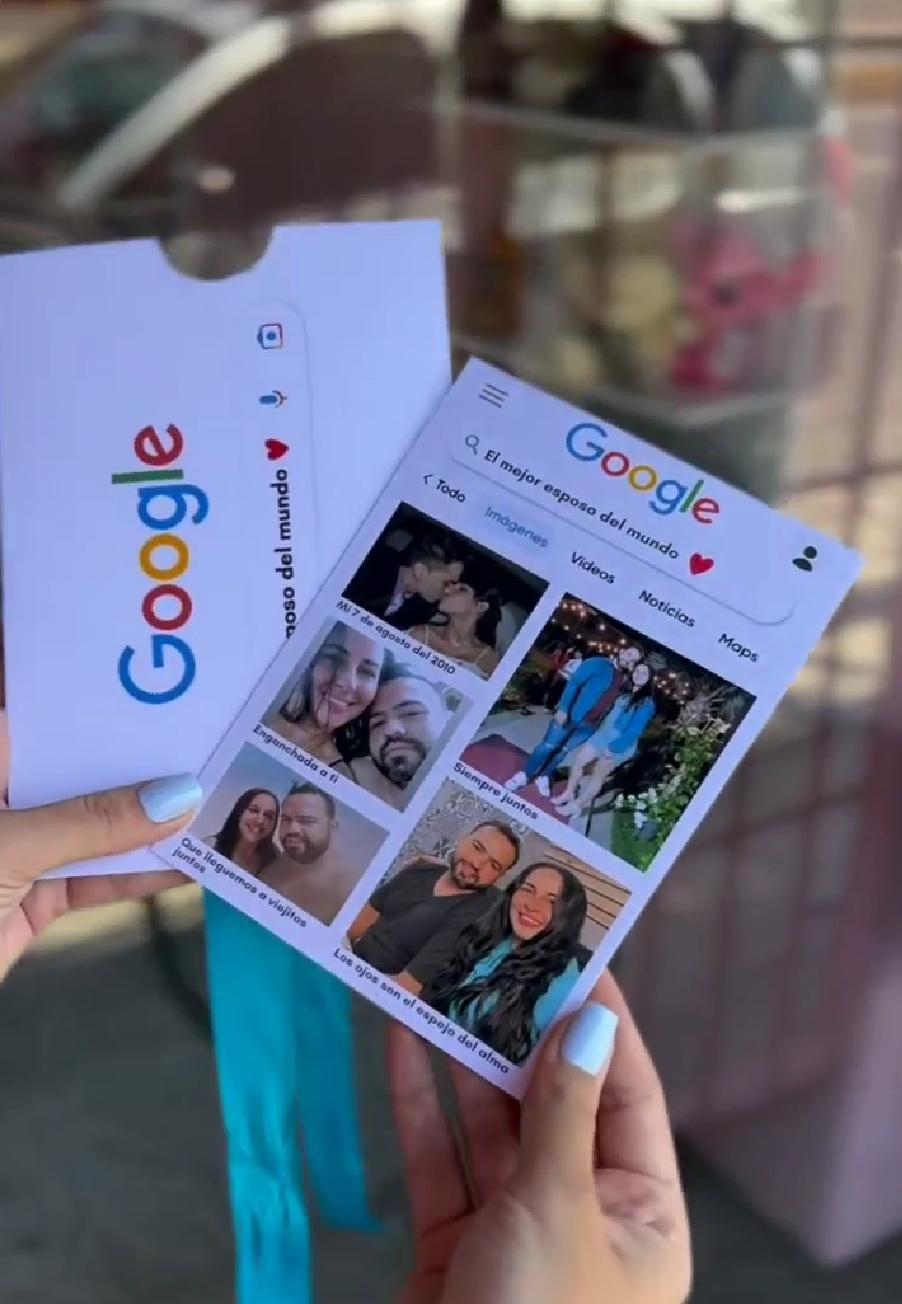 Google
poso del mundo
Google
El mejor esposo del mundo
< Todo
Imágenes
Videos
Noticias
Maps
Mi 7 de agosto del 2010
Enganchada a ti
Siempre juntos
Que lleguemos a viejitos
juntos
Los ojos son el espejo del alma